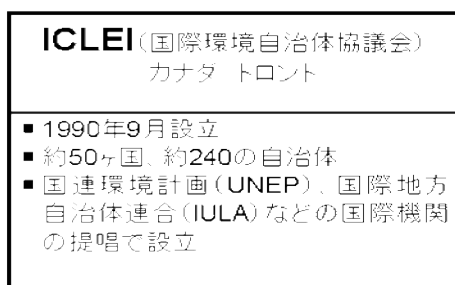 ICLEI(国際環境自治体協議会)
カナダ トロント
■ 1990年9月設立
■ 約50ヶ国、約240の自治体
■ 国連環境計画(UNEP)、国際地方
自治体連合(IULA)などの国際機関
の提唱で設立